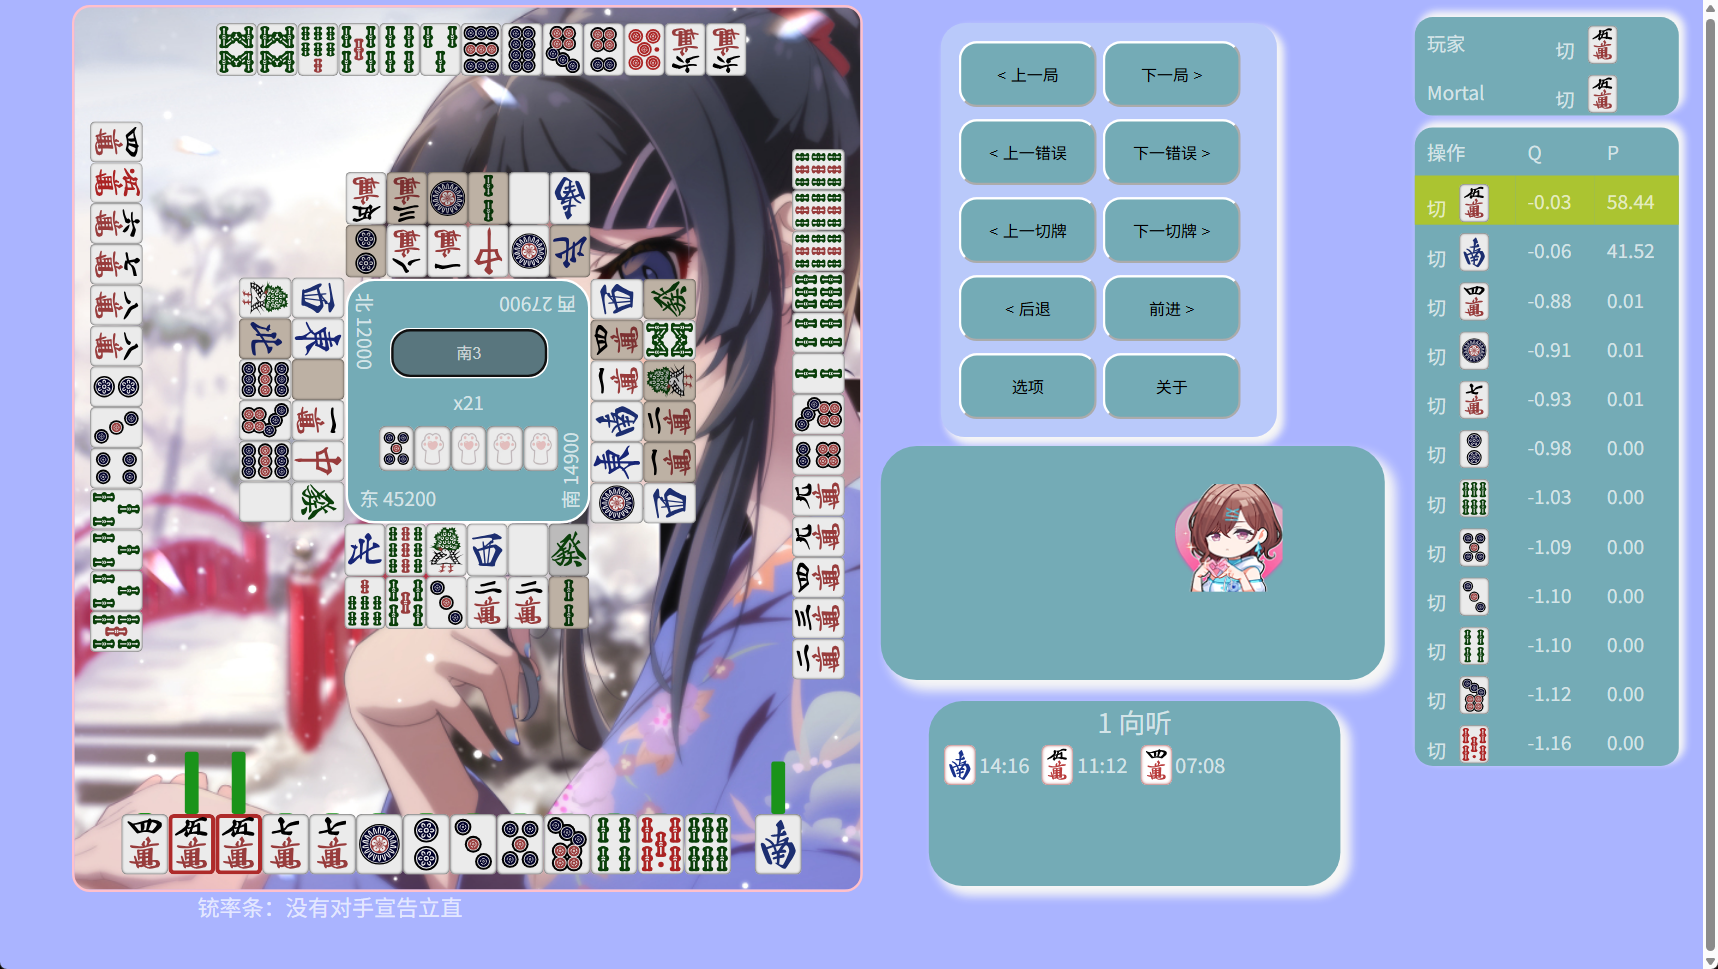 北 12000
西 27900
南3
x21
东 45200
南 14900
铳率条：没有对手宣告立直
< 上一局
下一局 >
< 上一错误
下一错误 >
< 上一切牌
下一切牌 >
< 后退
前进 >
选项
关于
1 向听
14:16 11:12 07:08
玩家 切
Mortal 切
操作 Q P
切 -0.03 58.44
切 -0.06 41.52
切 -0.88 0.01
切 -0.91 0.01
切 -0.93 0.01
切 -0.98 0.00
切 -1.03 0.00
切 -1.09 0.00
切 -1.10 0.00
切 -1.10 0.00
切 -1.12 0.00
切 -1.16 0.00